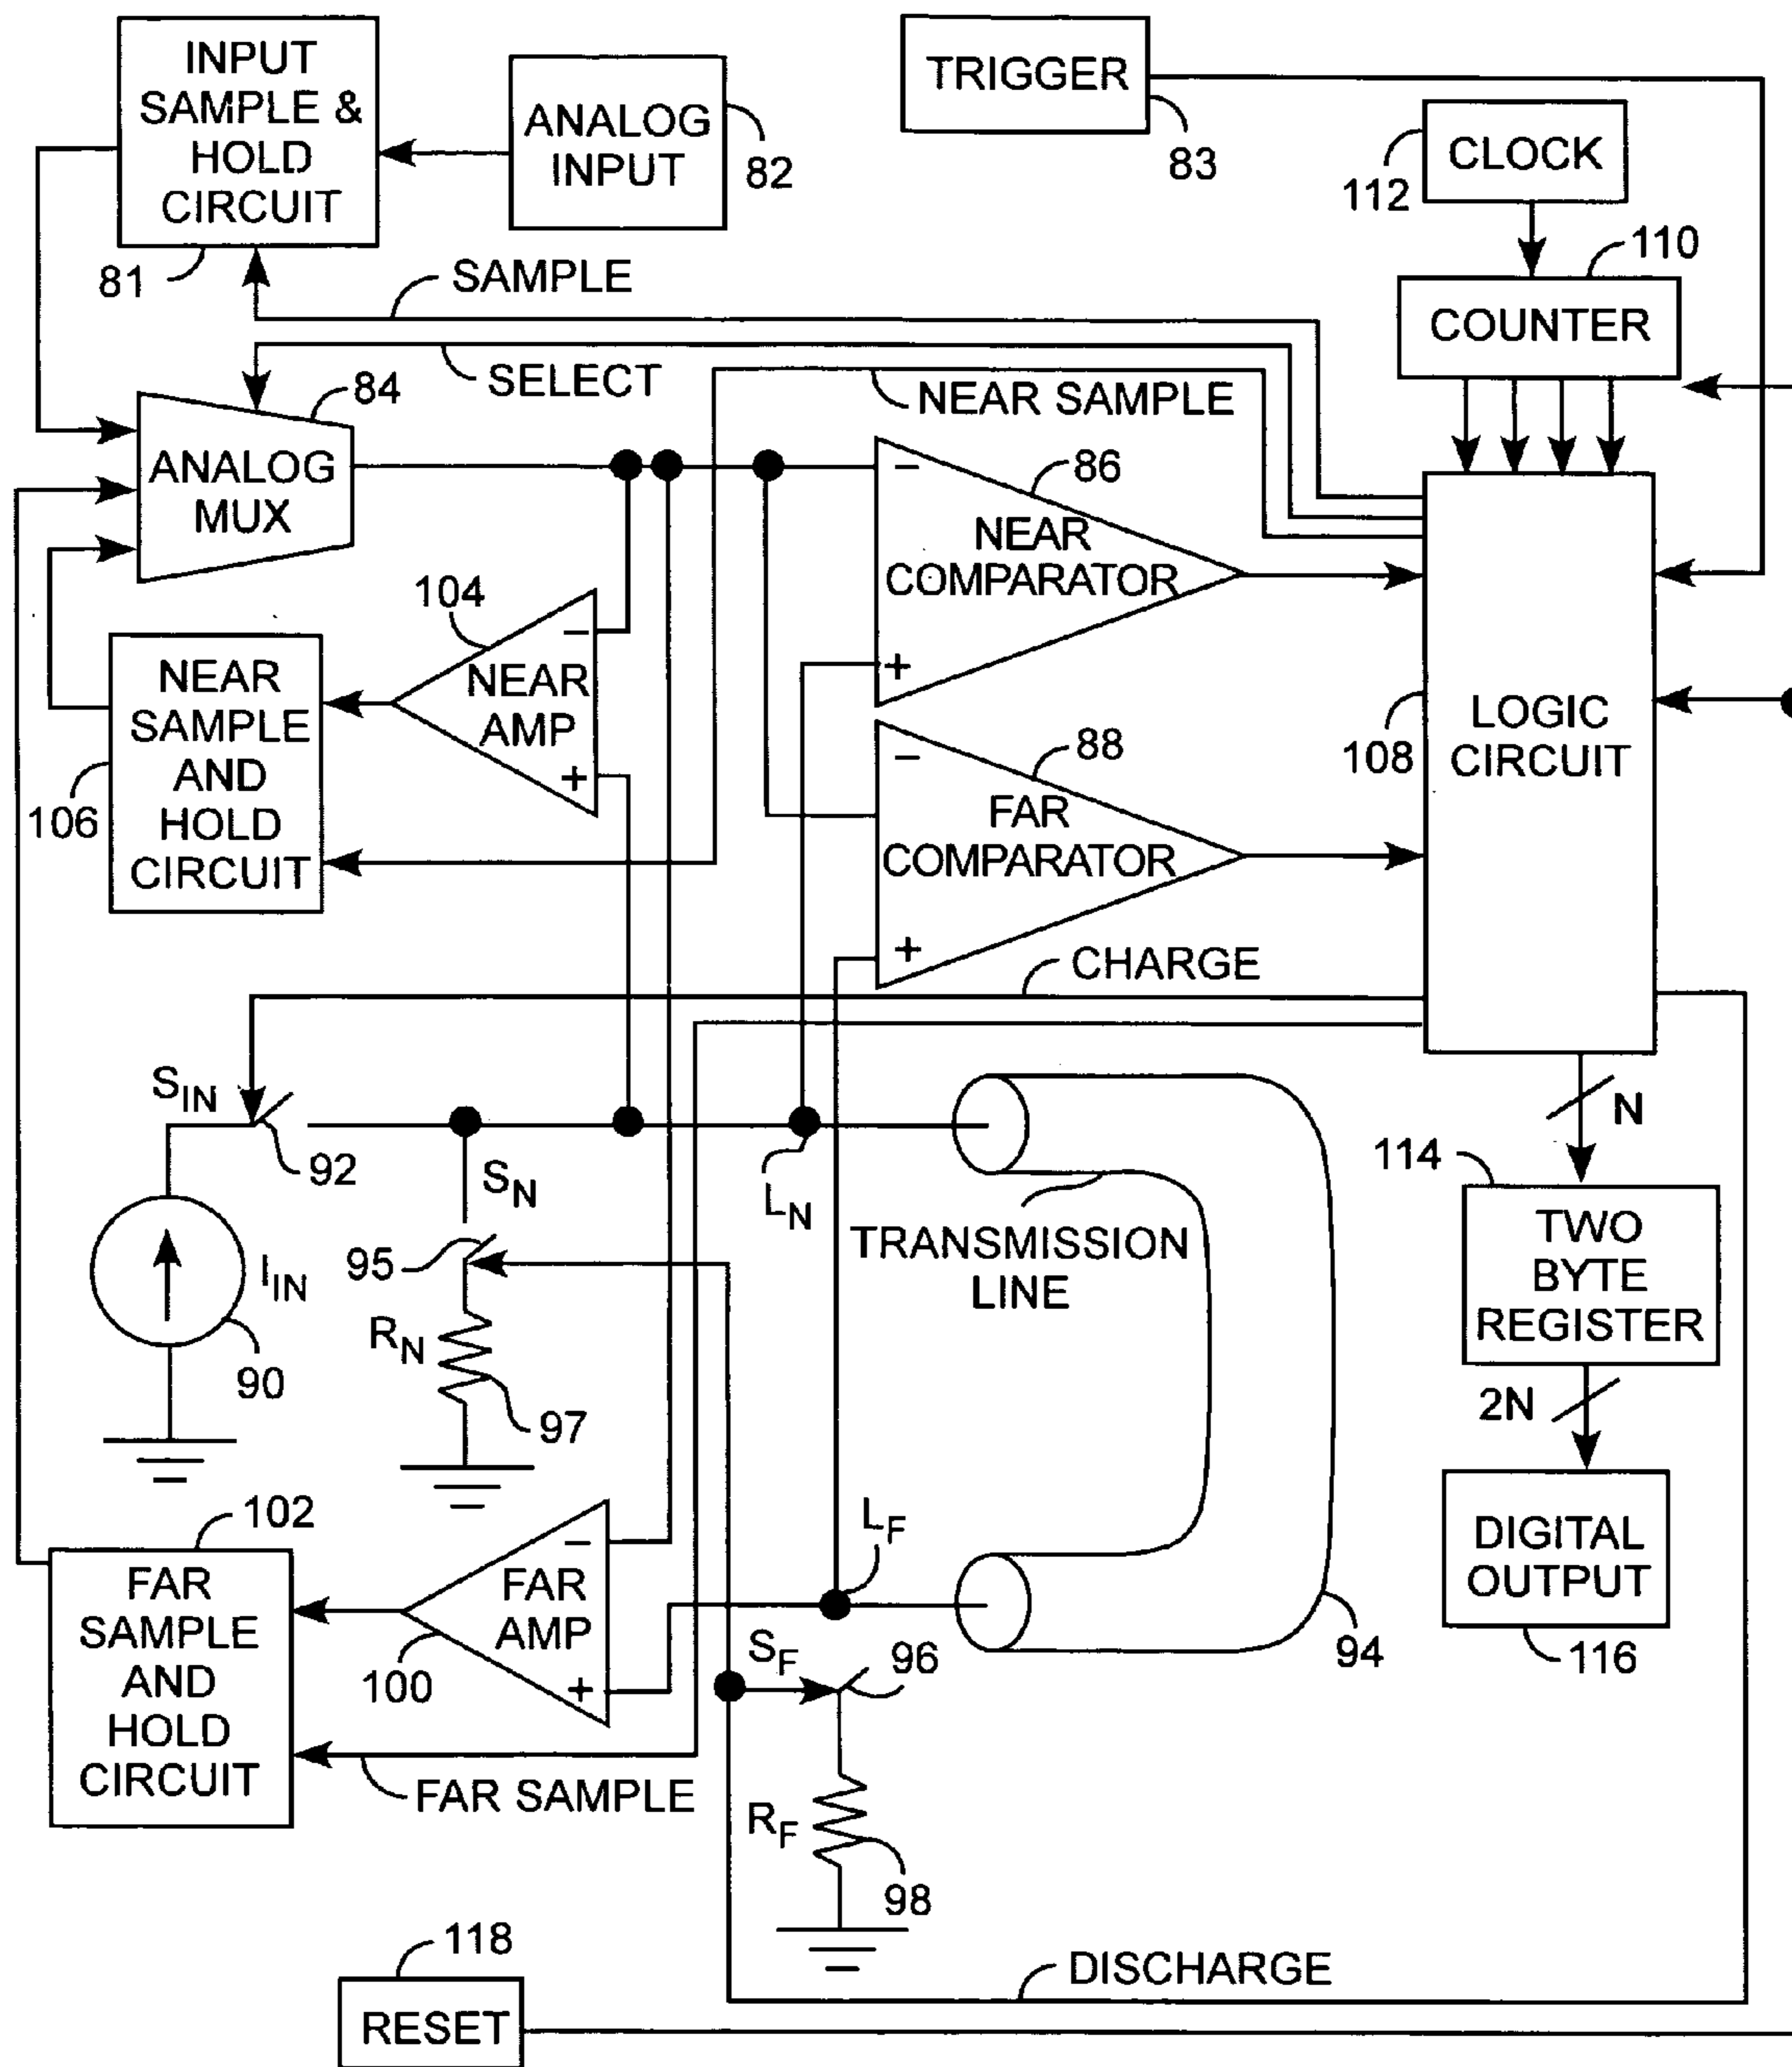 INPUT
SAMPLE &
HOLD
CIRCUIT
81
ANALOG
INPUT
82
TRIGGER
83
CLOCK
112
110
COUNTER
SAMPLE
SELECT
NEAR SAMPLE
84
ANALOG
MUX
−
86
NEAR
COMPARATOR
+
104
−
NEAR
AMP
+
NEAR
SAMPLE
AND
HOLD
CIRCUIT
106
−
88
FAR
COMPARATOR
+
108
LOGIC
CIRCUIT
CHARGE
SIN
92
SN
LN
TRANSMISSION
LINE
N
114
TWO
BYTE
REGISTER
95
IIN
90
RN
97
2N
DIGITAL
OUTPUT
116
102
FAR
SAMPLE
AND
HOLD
CIRCUIT
−
FAR
AMP
+
100
LF
94
SF
96
FAR SAMPLE
RF
98
118
RESET
DISCHARGE